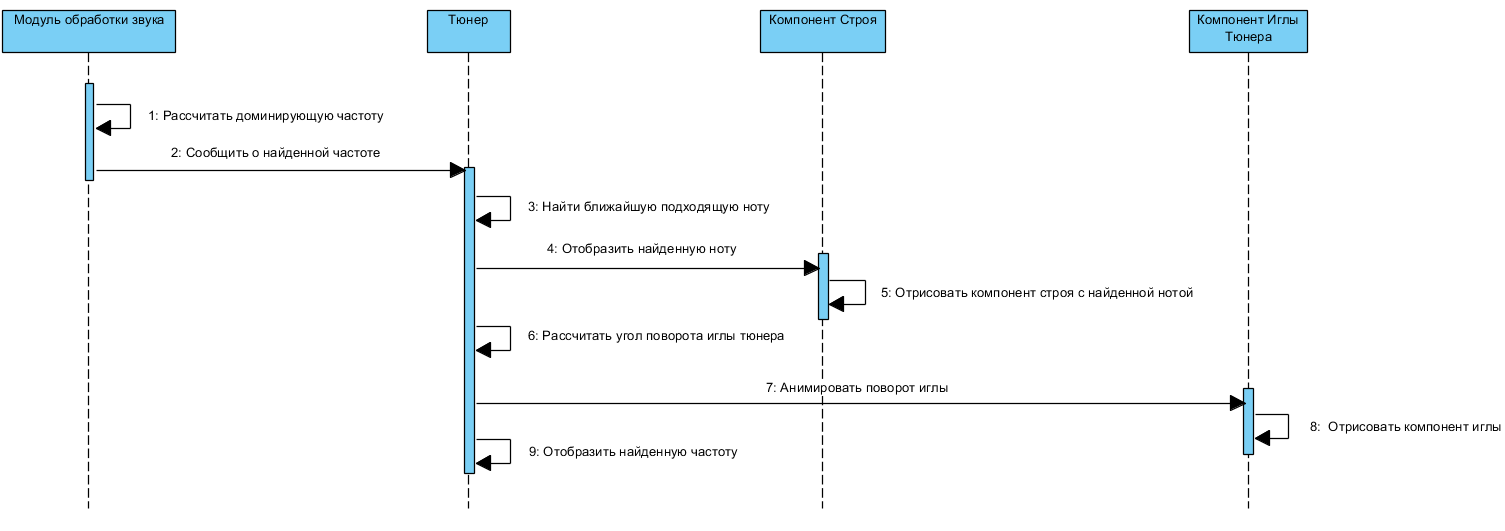 Модуль обработки звука
Тюнер
Компонент Строя
Компонент Иглы
Тюнера
1: Рассчитать доминирующую частоту
2: Сообщить о найденной частоте
3: Найти ближайшую подходящую ноту
4: Отобразить найденную ноту
5: Отрисовать компонент строя с найденной нотой
6: Рассчитать угол поворота иглы тюнера
7: Анимировать поворот иглы
8: Отрисовать компонент иглы
9: Отобразить найденную частоту